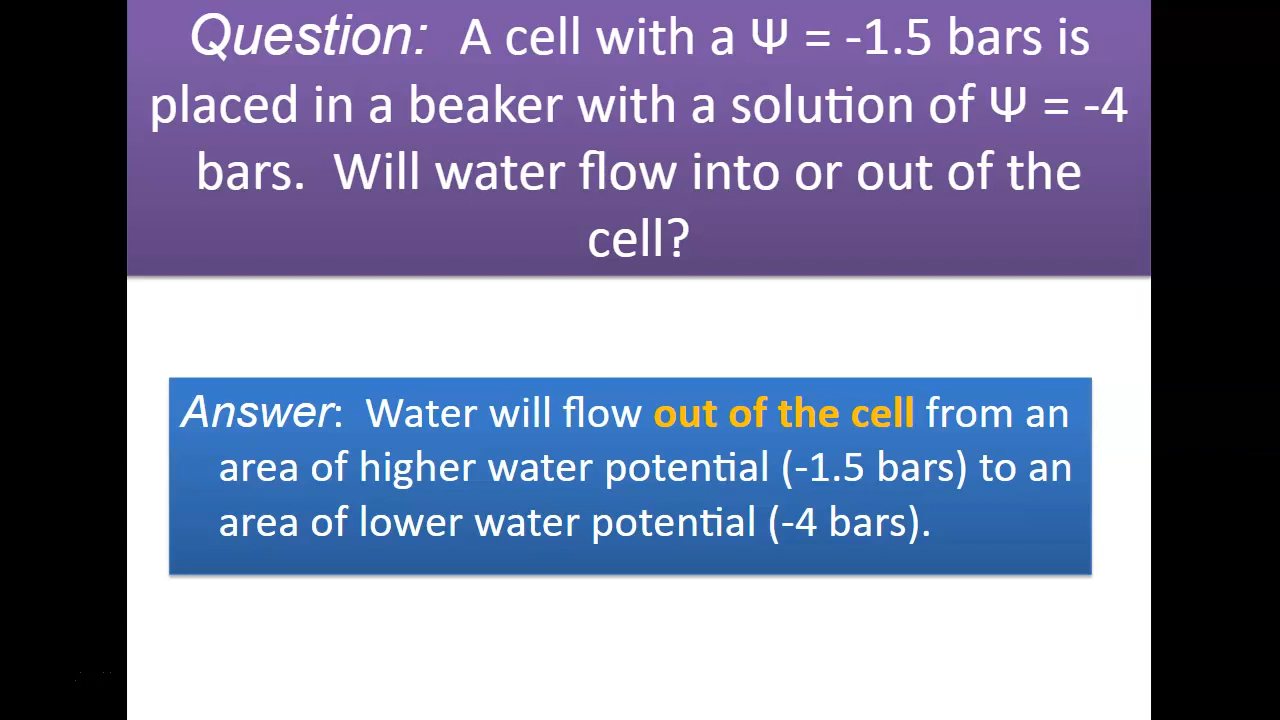 Question:  A cell with a Ψ = -1.5 bars is
placed in a beaker with a solution of Ψ = -4
bars.  Will water flow into or out of the
cell?
Answer:  Water will flow out of the cell from an
area of higher water potential (-1.5 bars) to an
area of lower water potential (-4 bars).